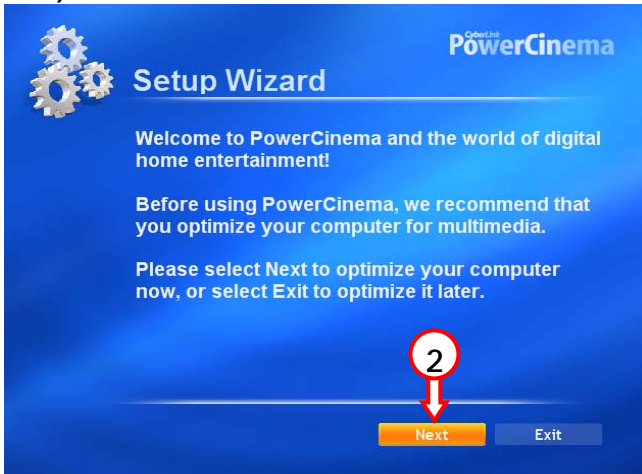 CyberLink
PowerCinema
Setup Wizard
Welcome to PowerCinema and the world of digital
home entertainment!
Before using PowerCinema, we recommend that
you optimize your computer for multimedia.
Please select Next to optimize your computer
now, or select Exit to optimize it later.
2
Next Exit